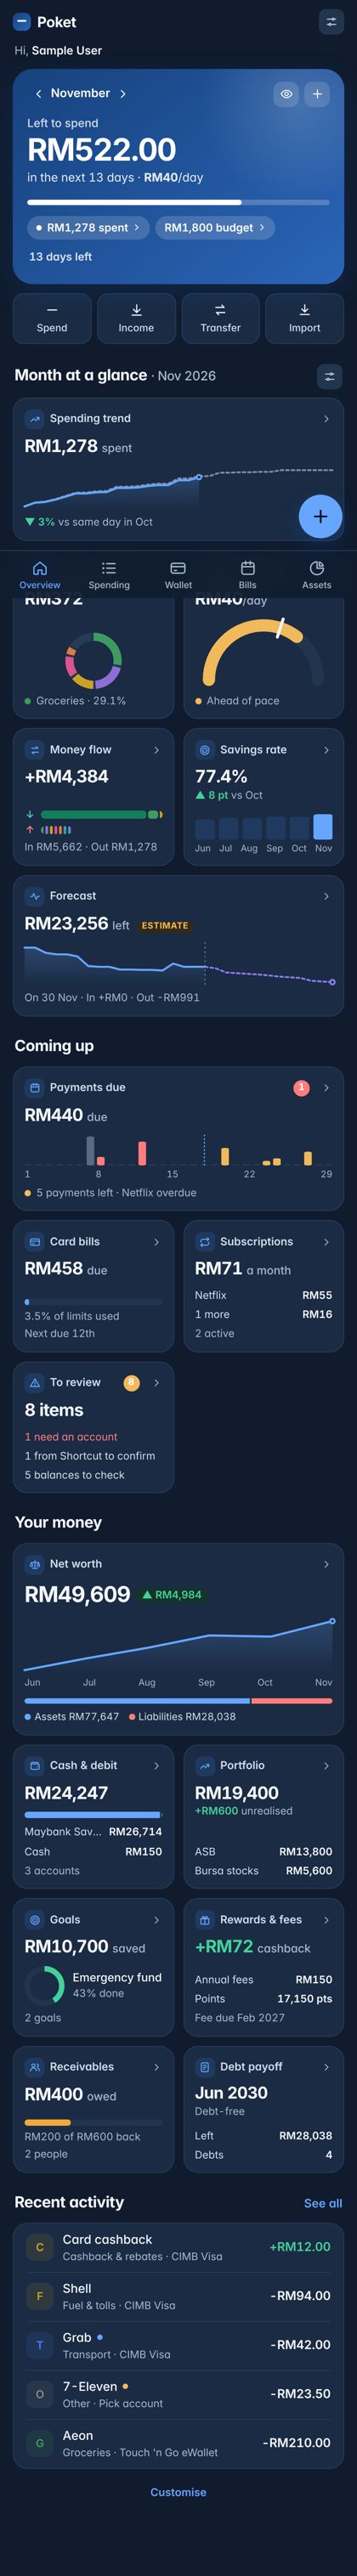 Poket
Hi, Sample User
November
Left to spend
RM522.00
in the next 13 days · RM40/day
RM1,278 spent
RM1,800 budget
13 days left
Spend
Income
Transfer
Import
Month at a glance · Nov 2026
Spending trend
RM1,278 spent
▼ 3% vs same day in Oct
Overview
Spending
Wallet
Bills
Assets
RM372
RM40/day
Groceries · 29.1%
Ahead of pace
Money flow
+RM4,384
In RM5,662 · Out RM1,278
Savings rate
77.4%
▲ 8 pt vs Oct
Jun Jul Aug Sep Oct Nov
Forecast
RM23,256 left ESTIMATE
On 30 Nov · In +RM0 · Out -RM991
Coming up
Payments due
1
RM440 due
1 8 15 22 29
5 payments left · Netflix overdue
Card bills
RM458 due
3.5% of limits used
Next due 12th
Subscriptions
RM71 a month
Netflix RM55
1 more RM16
2 active
To review
8
8 items
1 need an account
1 from Shortcut to confirm
5 balances to check
Your money
Net worth
RM49,609 ▲ RM4,984
Jun Jul Aug Sep Oct Nov
Assets RM77,647 Liabilities RM28,038
Cash & debit
RM24,247
Maybank Sav... RM26,714
Cash RM150
3 accounts
Portfolio
RM19,400
+RM600 unrealised
ASB RM13,800
Bursa stocks RM5,600
Goals
RM10,700 saved
Emergency fund
43% done
2 goals
Rewards & fees
+RM72 cashback
Annual fees RM150
Points 17,150 pts
Fee due Feb 2027
Receivables
RM400 owed
RM200 of RM600 back
2 people
Debt payoff
Jun 2030
Debt-free
Left RM28,038
Debts 4
Recent activity
See all
C
Card cashback
Cashback & rebates · CIMB Visa
+RM12.00
F
Shell
Fuel & tolls · CIMB Visa
-RM94.00
T
Grab
Transport · CIMB Visa
-RM42.00
O
7-Eleven
Other · Pick account
-RM23.50
G
Aeon
Groceries · Touch 'n Go eWallet
-RM210.00
Customise